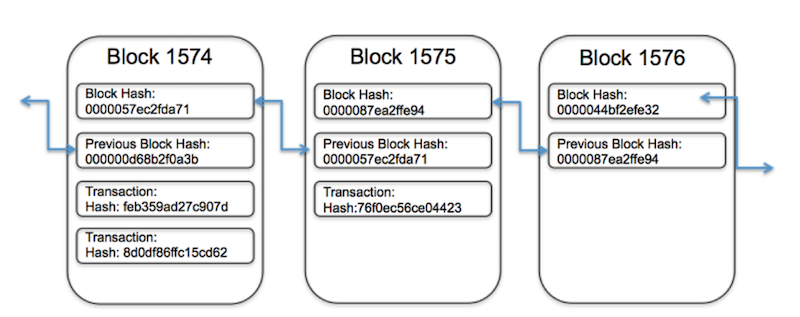 Block 1574
Block Hash:
0000057ec2fda71
Previous Block Hash:
000000d68b2f0a3b
Transaction:
Hash: feb359ad27c907d
Transaction:
Hash: 8d0df86ffc15cd62
Block 1575
Block Hash:
0000087ea2ffe94
Previous Block Hash:
0000057ec2fda71
Transaction:
Hash:76f0ec56ce04423
Block 1576
Block Hash:
0000044bf2efe32
Previous Block Hash:
0000087ea2ffe94